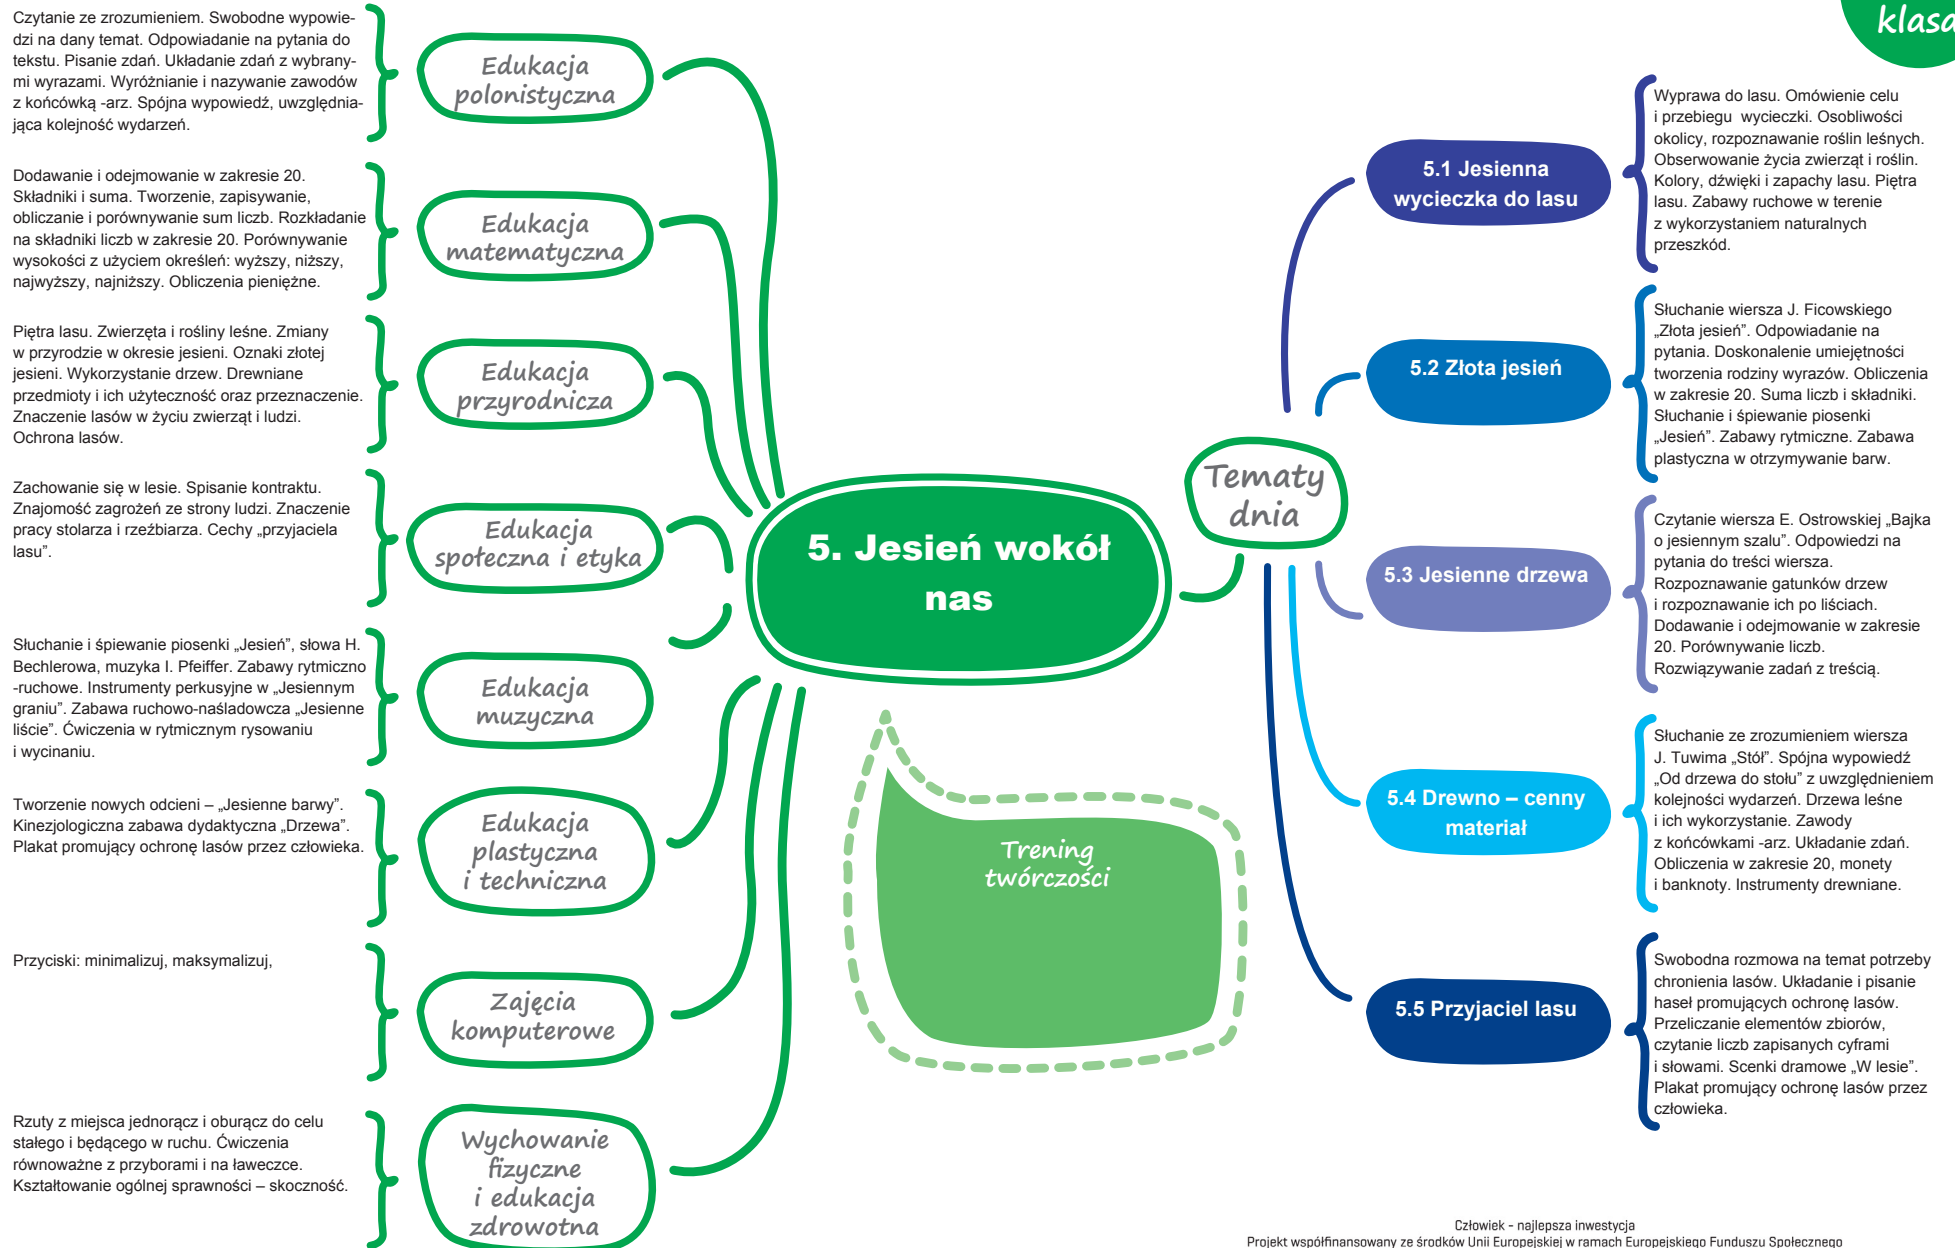 klasa
Czytanie ze zrozumieniem. Swobodne wypowie-
dzi na dany temat. Odpowiadanie na pytania do
tekstu. Pisanie zdań. Układanie zdań z wybrany-
mi wyrazami. Wyróżnianie i nazywanie zawodów
z końcówką -arz. Spójna wypowiedź, uwzględnia-
jąca kolejność wydarzeń.
Edukacja
polonistyczna
Dodawanie i odejmowanie w zakresie 20.
Składniki i suma. Tworzenie, zapisywanie,
obliczanie i porównywanie sum liczb. Rozkładanie
na składniki liczb w zakresie 20. Porównywanie
wysokości z użyciem określeń: wyższy, niższy,
najwyższy, najniższy. Obliczenia pieniężne.
Edukacja
matematyczna
Piętra lasu. Zwierzęta i rośliny leśne. Zmiany
w przyrodzie w okresie jesieni. Oznaki złotej
jesieni. Wykorzystanie drzew. Drewniane
przedmioty i ich użyteczność oraz przeznaczenie.
Znaczenie lasów w życiu zwierząt i ludzi.
Ochrona lasów.
Edukacja
przyrodnicza
Zachowanie się w lesie. Spisanie kontraktu.
Znajomość zagrożeń ze strony ludzi. Znaczenie
pracy stolarza i rzeźbiarza. Cechy „przyjaciela
lasu”.
Edukacja
społeczna i etyka
Słuchanie i śpiewanie piosenki „Jesień”, słowa H.
Bechlerowa, muzyka I. Pfeiffer. Zabawy rytmiczno
-ruchowe. Instrumenty perkusyjne w „Jesiennym
graniu”. Zabawa ruchowo-naśladowcza „Jesienne
liście”. Ćwiczenia w rytmicznym rysowaniu
i wycinaniu.
Edukacja
muzyczna
Tworzenie nowych odcieni – „Jesienne barwy”.
Kinezjologiczna zabawa dydaktyczna „Drzewa”.
Plakat promujący ochronę lasów przez człowieka.
Edukacja
plastyczna
i techniczna
Przyciski: minimalizuj, maksymalizuj,
Zajęcia
komputerowe
Rzuty z miejsca jednorącz i oburącz do celu
stałego i będącego w ruchu. Ćwiczenia
równoważne z przyborami i na ławeczce.
Kształtowanie ogólnej sprawności – skoczność.
Wychowanie
fizyczne
i edukacja
zdrowotna
5. Jesień wokół
nas
Trening
twórczości
Tematy
dnia
5.1 Jesienna
wycieczka do lasu
Wyprawa do lasu. Omówienie celu
i przebiegu wycieczki. Osobliwości
okolicy, rozpoznawanie roślin leśnych.
Obserwowanie życia zwierząt i roślin.
Kolory, dźwięki i zapachy lasu. Piętra
lasu. Zabawy ruchowe w terenie
z wykorzystaniem naturalnych
przeszkód.
5.2 Złota jesień
Słuchanie wiersza J. Ficowskiego
„Złota jesień”. Odpowiadanie na
pytania. Doskonalenie umiejętności
tworzenia rodziny wyrazów. Obliczenia
w zakresie 20. Suma liczb i składniki.
Słuchanie i śpiewanie piosenki
„Jesień”. Zabawy rytmiczne. Zabawa
plastyczna w otrzymywanie barw.
5.3 Jesienne drzewa
Czytanie wiersza E. Ostrowskiej „Bajka
o jesiennym szalu”. Odpowiedzi na
pytania do treści wiersza.
Rozpoznawanie gatunków drzew
i rozpoznawanie ich po liściach.
Dodawanie i odejmowanie w zakresie
20. Porównywanie liczb.
Rozwiązywanie zadań z treścią.
5.4 Drewno – cenny
materiał
Słuchanie ze zrozumieniem wiersza
J. Tuwima „Stół”. Spójna wypowiedź
„Od drzewa do stołu” z uwzględnieniem
kolejności wydarzeń. Drzewa leśne
i ich wykorzystanie. Zawody
z końcówkami -arz. Układanie zdań.
Obliczenia w zakresie 20, monety
i banknoty. Instrumenty drewniane.
5.5 Przyjaciel lasu
Swobodna rozmowa na temat potrzeby
chronienia lasów. Układanie i pisanie
haseł promujących ochronę lasów.
Przeliczanie elementów zbiorów,
czytanie liczb zapisanych cyframi
i słowami. Scenki dramowe „W lesie”.
Plakat promujący ochronę lasów przez
człowieka.
Człowiek - najlepsza inwestycja
Projekt współfinansowany ze środków Unii Europejskiej w ramach Europejskiego Funduszu Społecznego